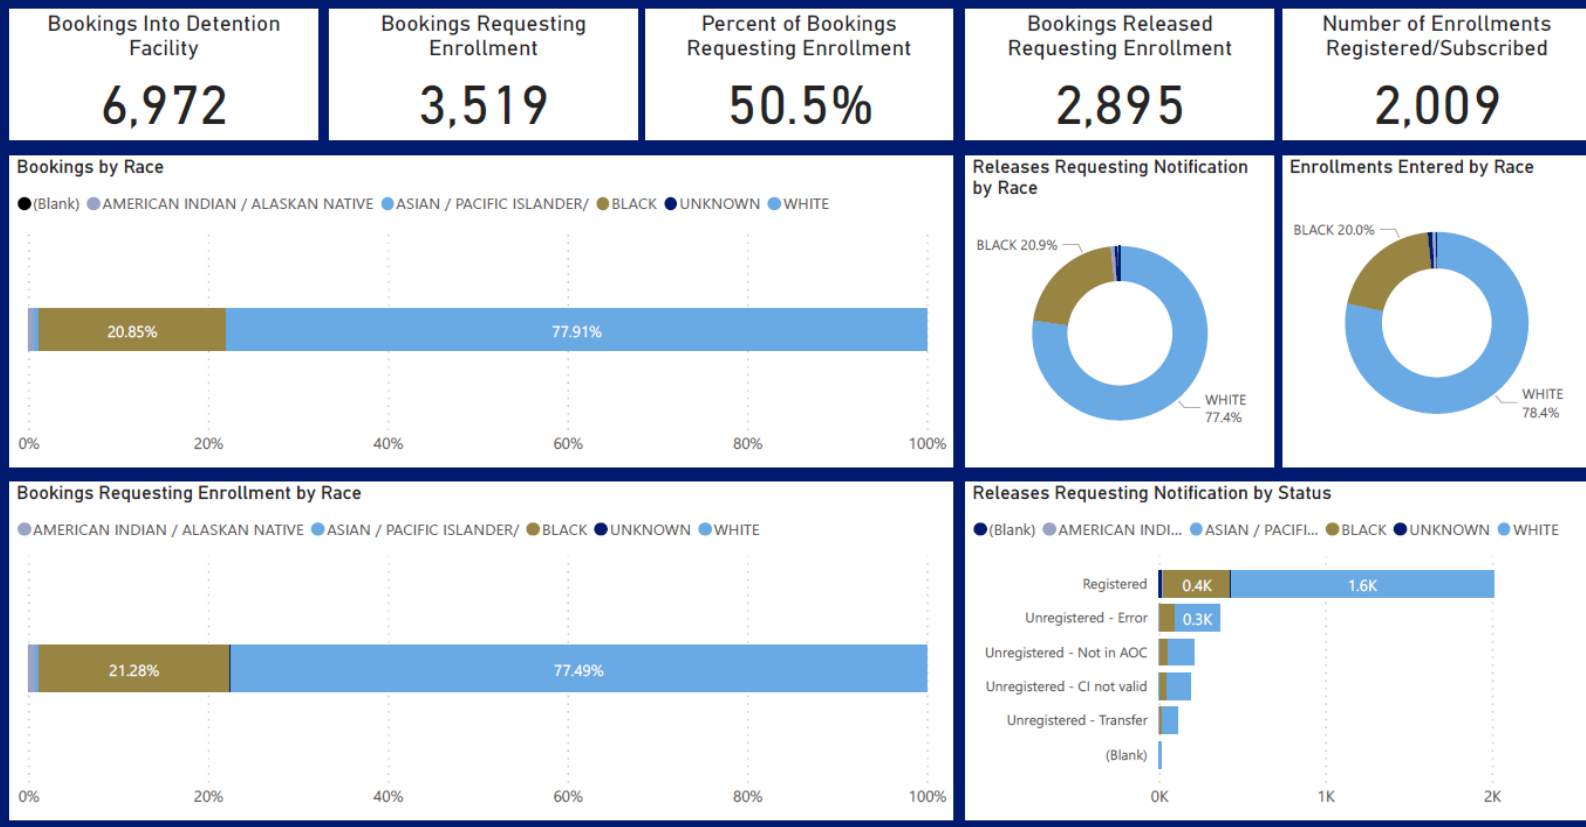 Bookings Into Detention
Facility
6,972
Bookings Requesting
Enrollment
3,519
Percent of Bookings
Requesting Enrollment
50.5%
Bookings Released
Requesting Enrollment
2,895
Number of Enrollments
Registered/Subscribed
2,009
Bookings by Race
(Blank) AMERICAN INDIAN / ALASKAN NATIVE ASIAN / PACIFIC ISLANDER/ BLACK UNKNOWN WHITE
20.85% 77.91%
0% 20% 40% 60% 80% 100%
Releases Requesting Notification
by Race
BLACK 20.9%
WHITE
77.4%
Enrollments Entered by Race
BLACK 20.0%
WHITE
78.4%
Bookings Requesting Enrollment by Race
AMERICAN INDIAN / ALASKAN NATIVE ASIAN / PACIFIC ISLANDER/ BLACK UNKNOWN WHITE
21.28% 77.49%
0% 20% 40% 60% 80% 100%
Releases Requesting Notification by Status
(Blank) AMERICAN INDI... ASIAN / PACIFI... BLACK UNKNOWN WHITE
Registered 0.4K 1.6K
Unregistered - Error 0.3K
Unregistered - Not in AOC
Unregistered - CI not valid
Unregistered - Transfer
(Blank)
0K 1K 2K